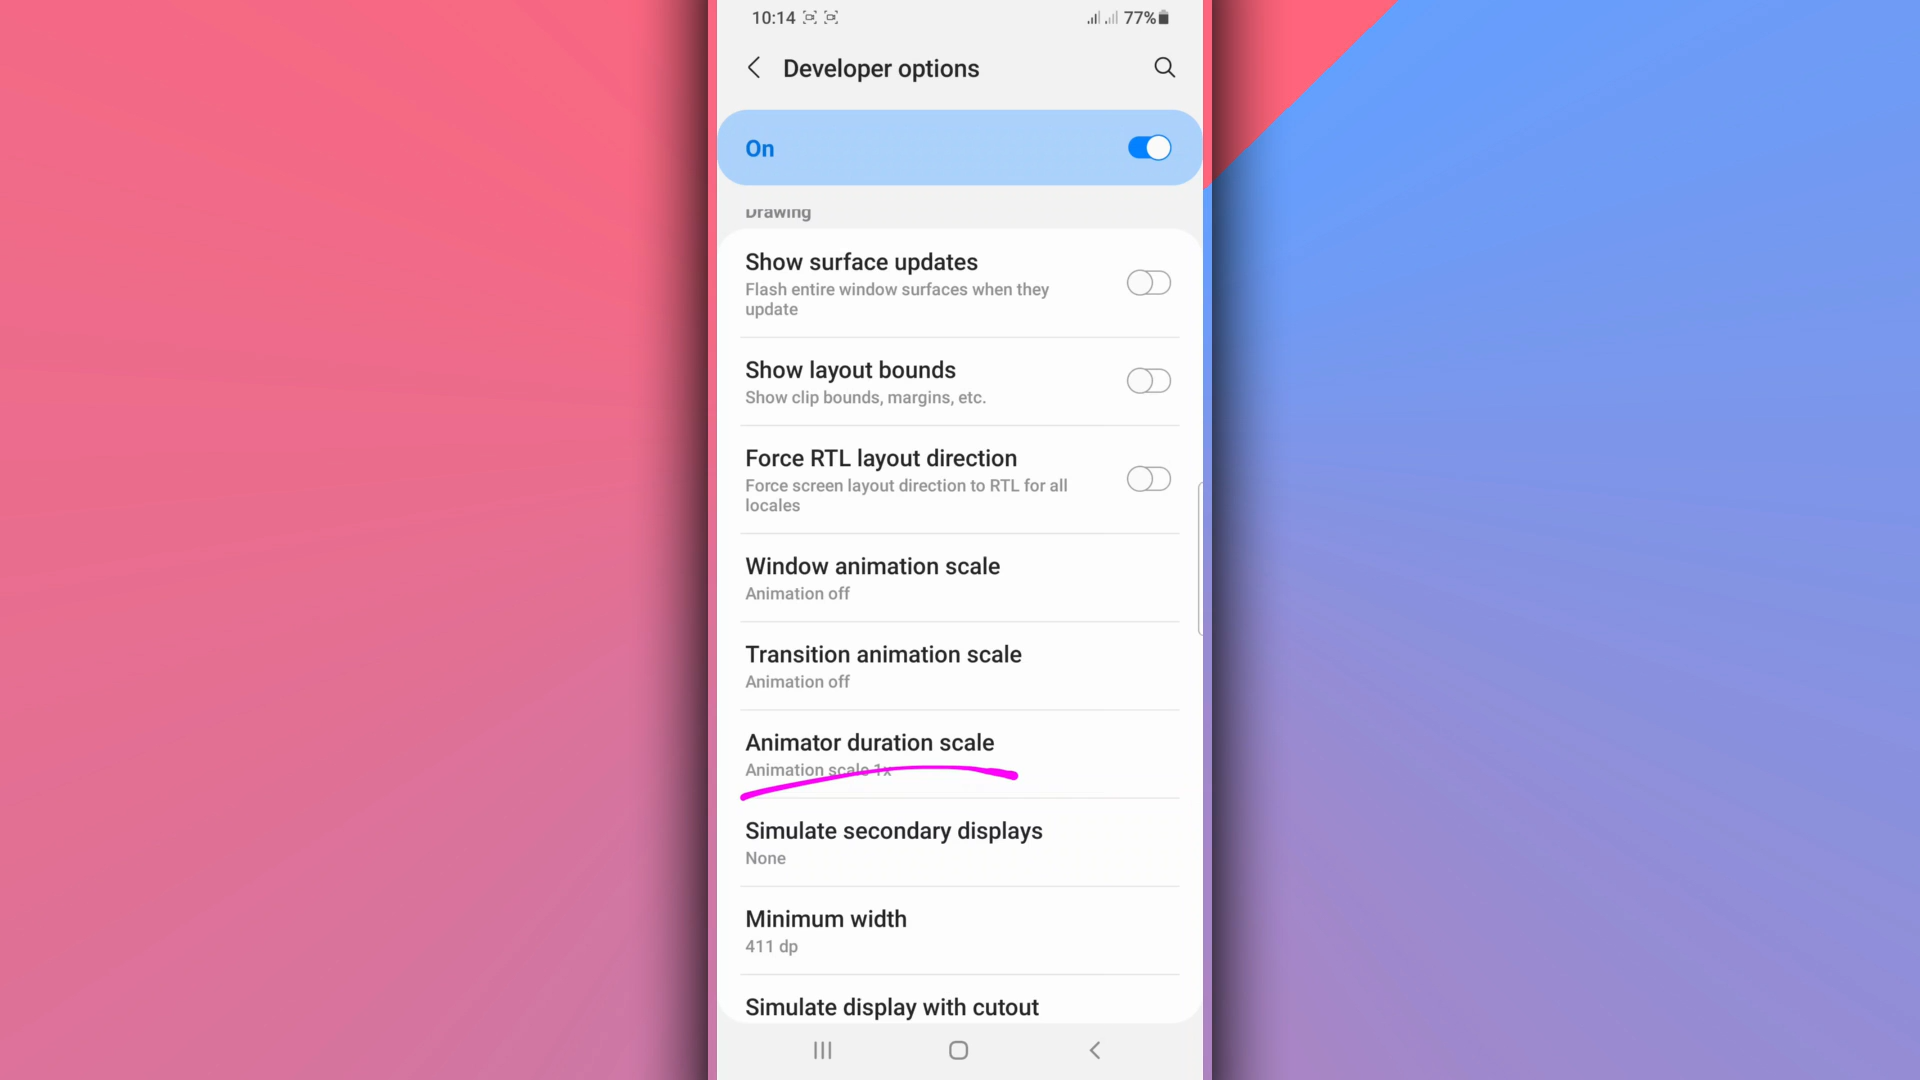 10:14
77%
Developer options
On
Drawing
Show surface updates
Flash entire window surfaces when they
update
Show layout bounds
Show clip bounds, margins, etc.
Force RTL layout direction
Force screen layout direction to RTL for all
locales
Window animation scale
Animation off
Transition animation scale
Animation off
Animator duration scale
Animation scale 1x
Simulate secondary displays
None
Minimum width
411 dp
Simulate display with cutout